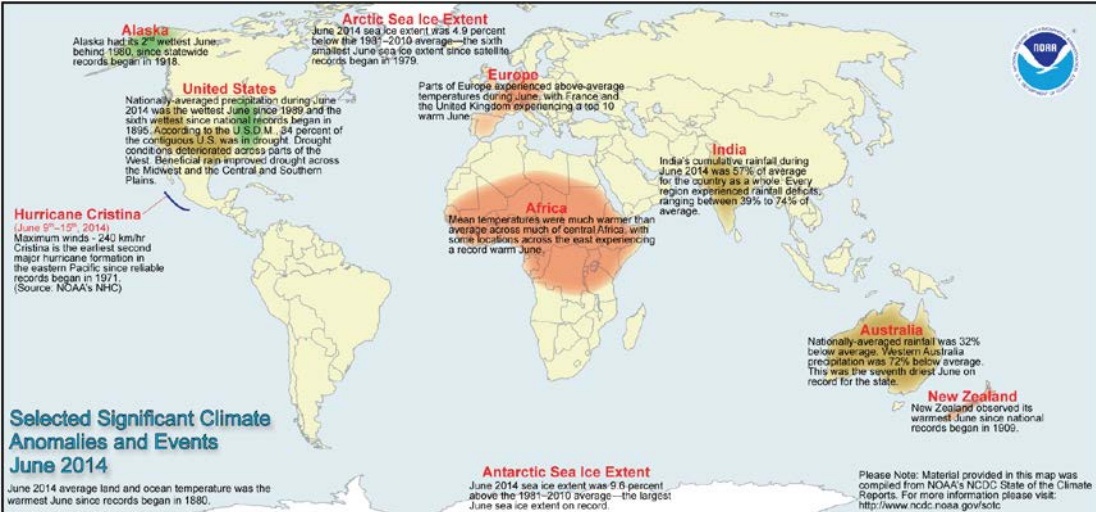 Alaska
Alaska had its 2nd wettest June,
behind 1980, since statewide
records began in 1918.
Arctic Sea Ice Extent
June 2014 sea ice extent was 4.9 percent
below the 1981–2010 average—the sixth
smallest June sea ice extent since satellite
records began in 1979.
NOAA
United States
Nationally-averaged precipitation during June
2014 was the wettest June since 1989 and the
sixth wettest since national records began in
1895. According to the U.S.D.M., 34 percent of
the contiguous U.S. was in drought. Drought
conditions deteriorated across parts of the
West. Beneficial rain improved drought across
the Midwest and the Central and Southern
Plains.
Europe
Parts of Europe experienced above-average
temperatures during June, with France and
the United Kingdom experiencing a top 10
warm June.
India
India's cumulative rainfall during
June 2014 was 57% of average
for the country as a whole. Every
region experienced rainfall deficits,
ranging between 39% to 74% of
average.
Hurricane Cristina
(June 9th–15th, 2014)
Maximum winds - 240 km/hr
Cristina is the earliest second
major hurricane formation in
the eastern Pacific since reliable
records began in 1971.
(Source: NOAA's NHC)
Africa
Mean temperatures were much warmer than
average across much of central Africa, with
some locations across the east experiencing
a record warm June.
Australia
Nationally-averaged rainfall was 32%
below average. Western Australia
precipitation was 72% below average.
This was the seventh driest June on
record for the state.
New Zealand
New Zealand observed its
warmest June since national
records began in 1909.
Selected Significant Climate
Anomalies and Events
June 2014
June 2014 average land and ocean temperature was the
warmest June since records began in 1880.
Antarctic Sea Ice Extent
June 2014 sea ice extent was 9.6 percent
above the 1981–2010 average—the largest
June sea ice extent on record.
Please Note: Material provided in this map was
compiled from NOAA's NCDC State of the Climate
Reports. For more information please visit:
http://www.ncdc.noaa.gov/sotc